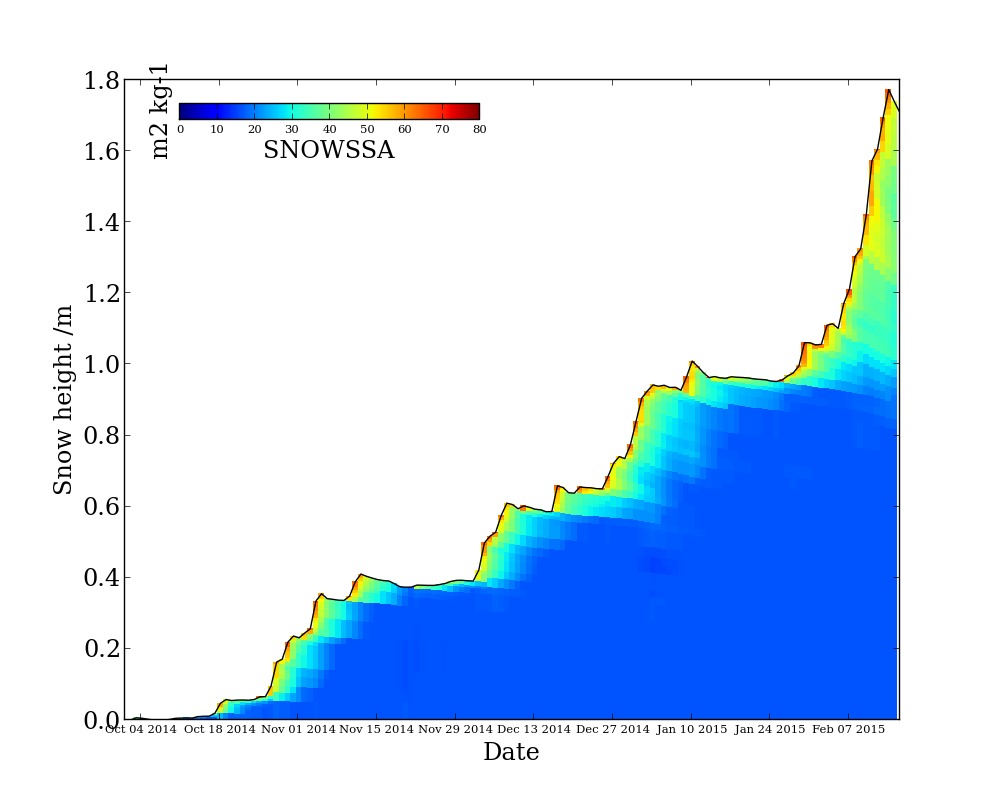 1.8
1.6
1.4
1.2
1.0
0.8
0.6
0.4
0.2
0.0
Snow height /m
m2 kg-1
0 10 20 30 40 50 60 70 80
SNOWSSA
Oct 04 2014 Oct 18 2014 Nov 01 2014 Nov 15 2014 Nov 29 2014 Dec 13 2014 Dec 27 2014 Jan 10 2015 Jan 24 2015 Feb 07 2015
Date